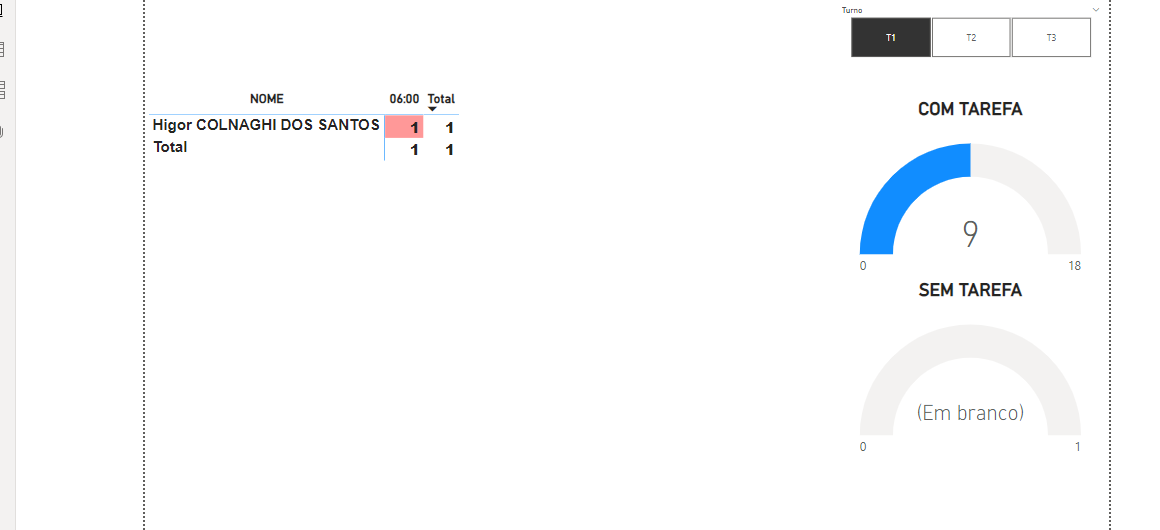 Turno
T1 T2 T3
NOME 06:00 Total
Higor COLNAGHI DOS SANTOS 1 1
Total 1 1
COM TAREFA
9
0 18
SEM TAREFA
(Em branco)
0 1